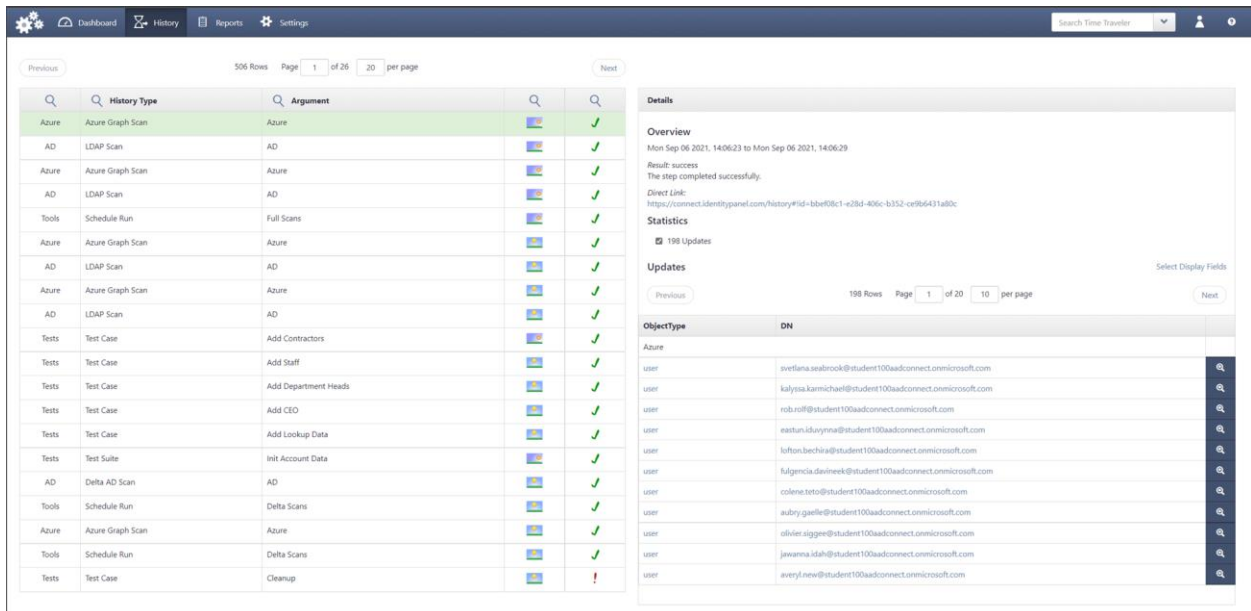 Dashboard History Reports Settings Search Time Traveler
Previous 506 Rows Page 1 of 26 20 per page Next
History Type Argument
Azure Azure Graph Scan Azure
AD LDAP Scan AD
Azure Azure Graph Scan Azure
AD LDAP Scan AD
Tools Schedule Run Full Scans
Azure Azure Graph Scan Azure
AD LDAP Scan AD
Azure Azure Graph Scan Azure
AD LDAP Scan AD
Tests Test Case Add Contractors
Tests Test Case Add Staff
Tests Test Case Add Department Heads
Tests Test Case Add CEO
Tests Test Case Add Lookup Data
Tests Test Suite Init Account Data
AD Delta AD Scan AD
Tools Schedule Run Delta Scans
Azure Azure Graph Scan Azure
Tools Schedule Run Delta Scans
Tests Test Case Cleanup
Details
Overview
Mon Sep 06 2021, 14:06:23 to Mon Sep 06 2021, 14:06:29
Result: success
The step completed successfully.
Direct Link:
https://connect.identitypanel.com/history#!id=bbef08c1-e28d-406c-b352-ce9b6431a80c
Statistics
198 Updates
Updates Select Display Fields
Previous 198 Rows Page 1 of 20 10 per page Next
ObjectType DN
Azure
user svetlana.seabrook@student100aadconnect.onmicrosoft.com
user kalyssa.karmichael@student100aadconnect.onmicrosoft.com
user rob.rolf@student100aadconnect.onmicrosoft.com
user eastun.iduvynna@student100aadconnect.onmicrosoft.com
user lofton.bechira@student100aadconnect.onmicrosoft.com
user fulgencia.davineek@student100aadconnect.onmicrosoft.com
user colene.teto@student100aadconnect.onmicrosoft.com
user aubry.gaelle@student100aadconnect.onmicrosoft.com
user olivier.siggee@student100aadconnect.onmicrosoft.com
user jawanna.idah@student100aadconnect.onmicrosoft.com
user averyl.new@student100aadconnect.onmicrosoft.com